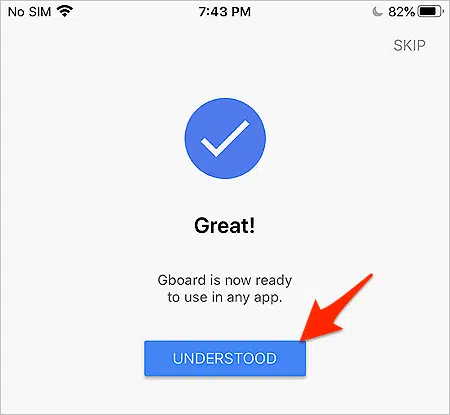 No SIM 7:43 PM 82%
SKIP
Great!
Gboard is now ready
to use in any app.
UNDERSTOOD